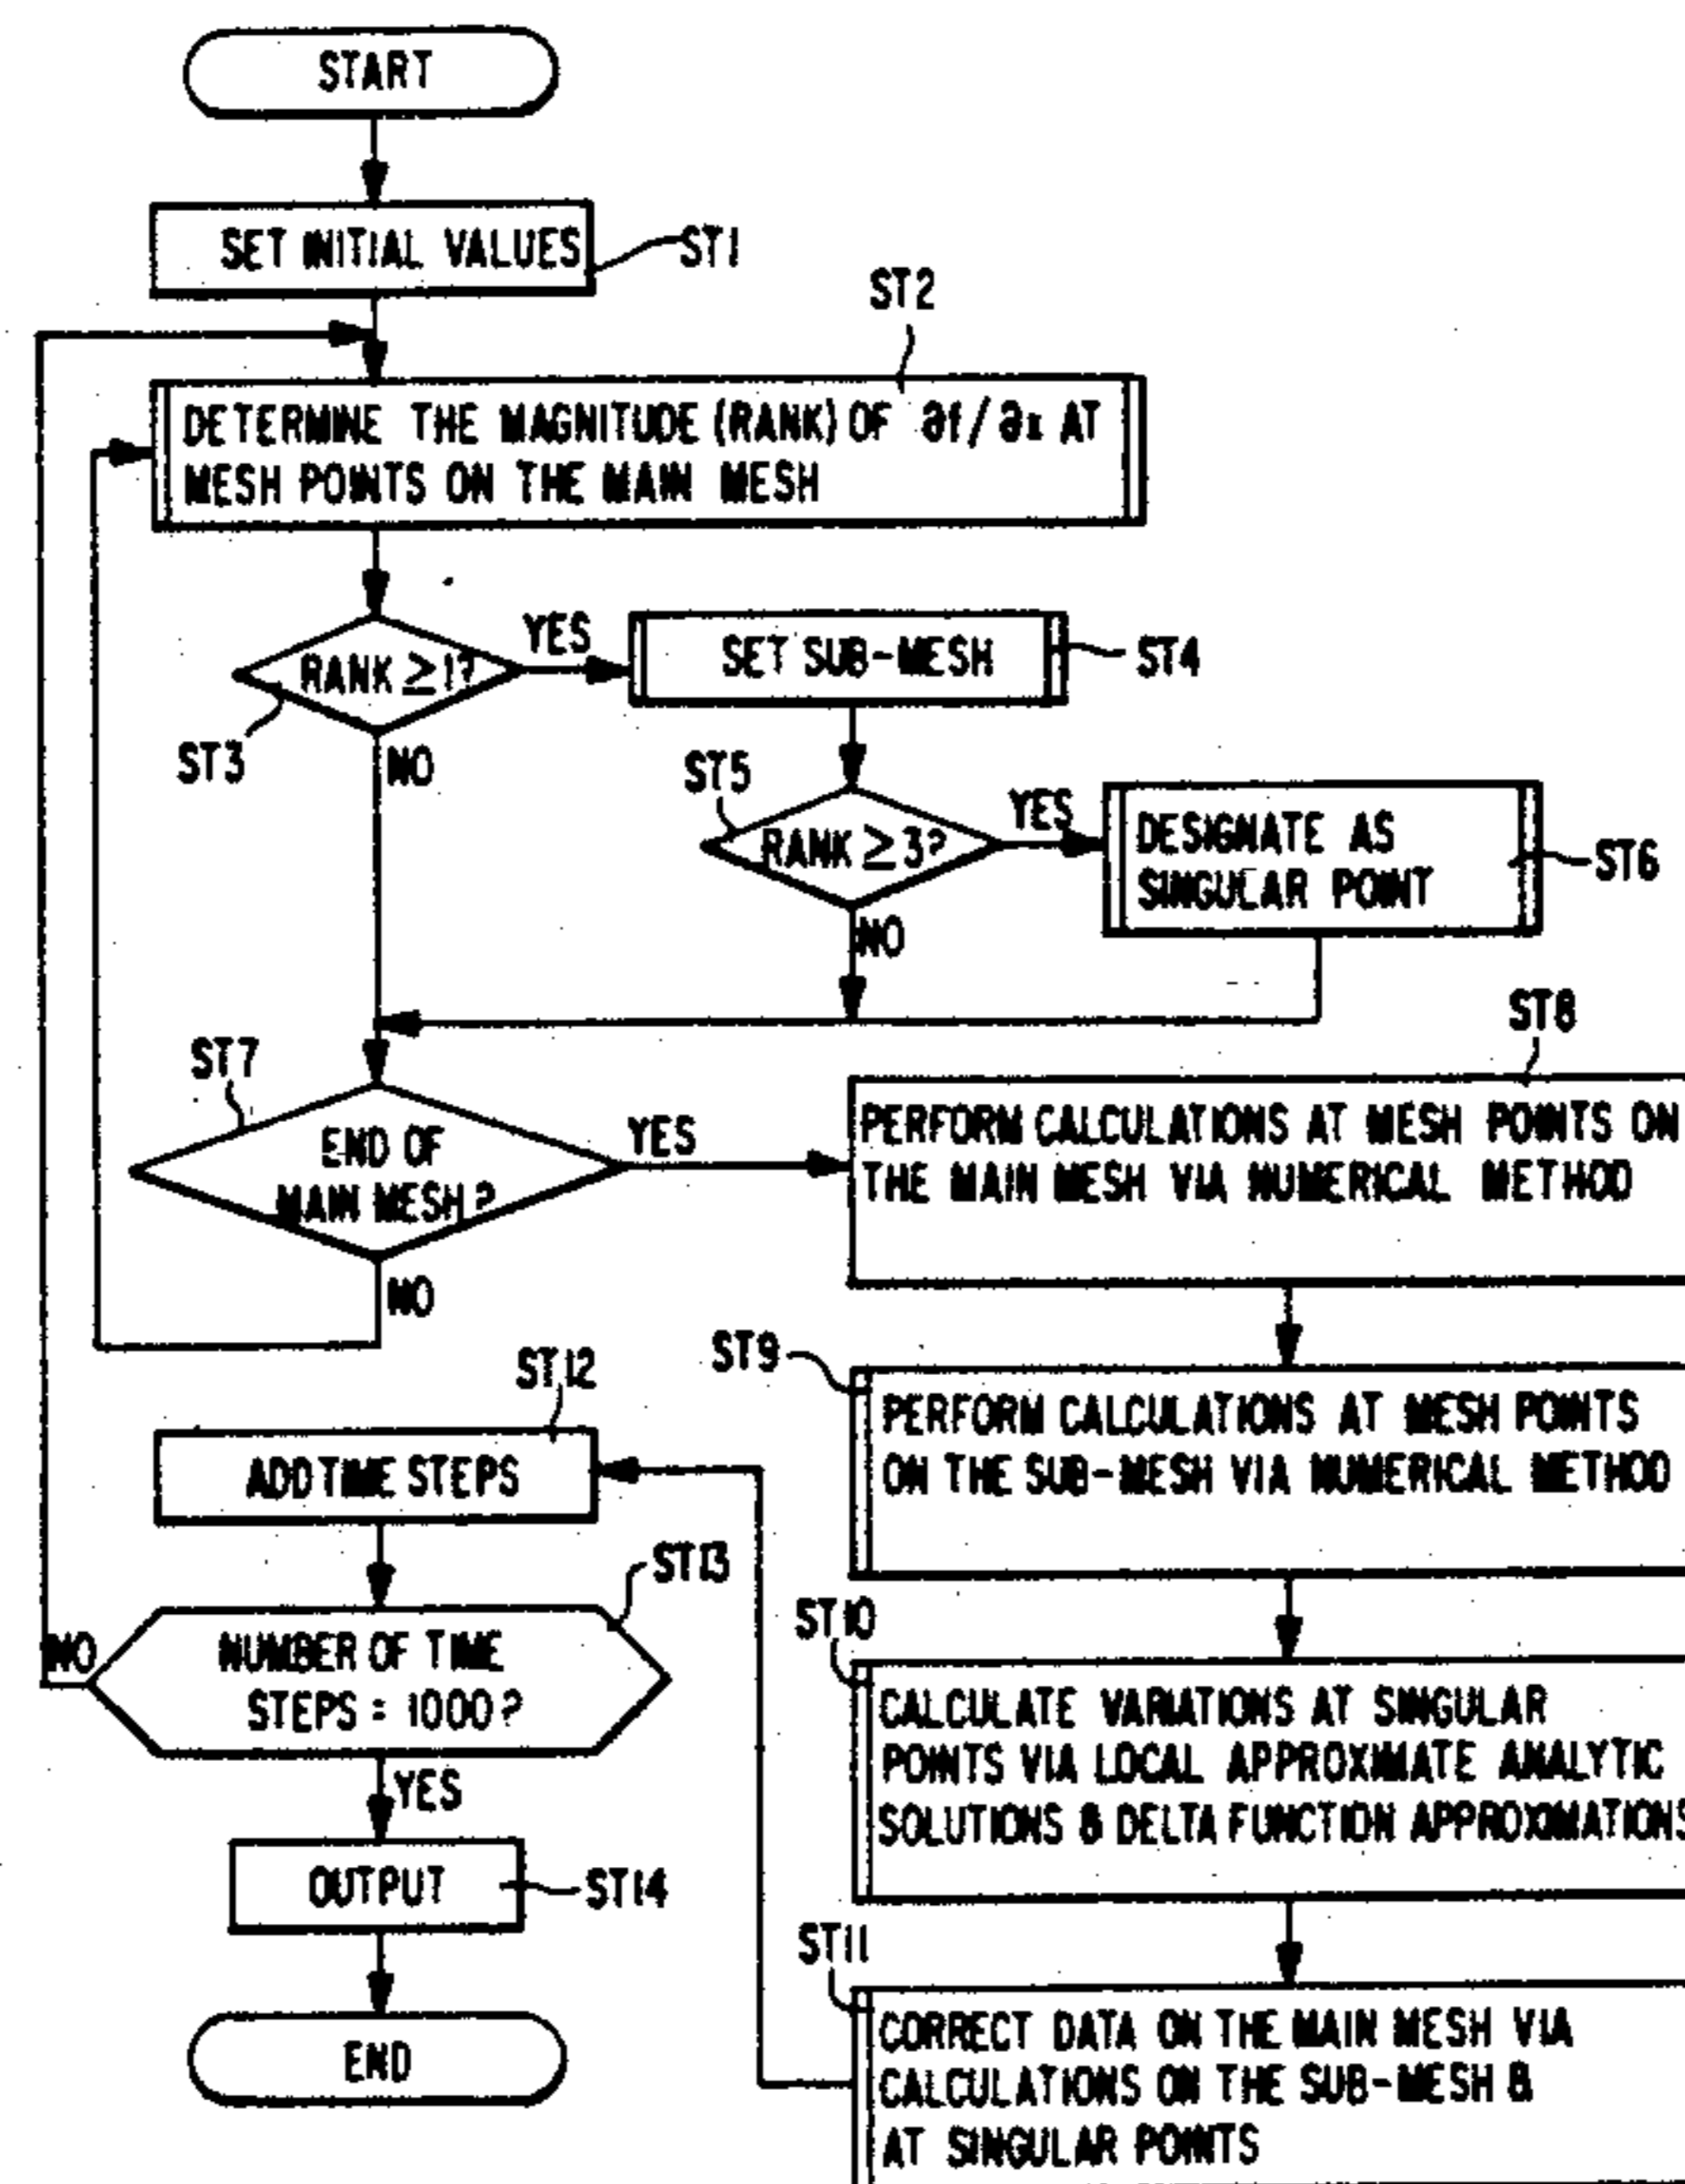 START
SET INITIAL VALUES
ST1
ST2
DETERMINE THE MAGNITUDE (RANK) OF ∂f/∂x AT
MESH POINTS ON THE MAIN MESH
RANK ≥ 1?
YES
SET SUB-MESH
ST4
ST3
NO
ST5
RANK ≥ 3?
YES
DESIGNATE AS
SINGULAR POINT
ST6
NO
ST7
END OF
MAIN MESH?
YES
NO
ST8
PERFORM CALCULATIONS AT MESH POINTS ON
THE MAIN MESH VIA NUMERICAL METHOD
ST9
PERFORM CALCULATIONS AT MESH POINTS
ON THE SUB-MESH VIA NUMERICAL METHOD
ST10
CALCULATE VARIATIONS AT SINGULAR
POINTS VIA LOCAL APPROXIMATE ANALYTIC
SOLUTIONS & DELTA FUNCTION APPROXIMATIONS
ST11
CORRECT DATA ON THE MAIN MESH VIA
CALCULATIONS ON THE SUB-MESH &
AT SINGULAR POINTS
ST12
ADD TIME STEPS
ST13
NUMBER OF TIME
STEPS = 1000?
NO
YES
OUTPUT
ST14
END